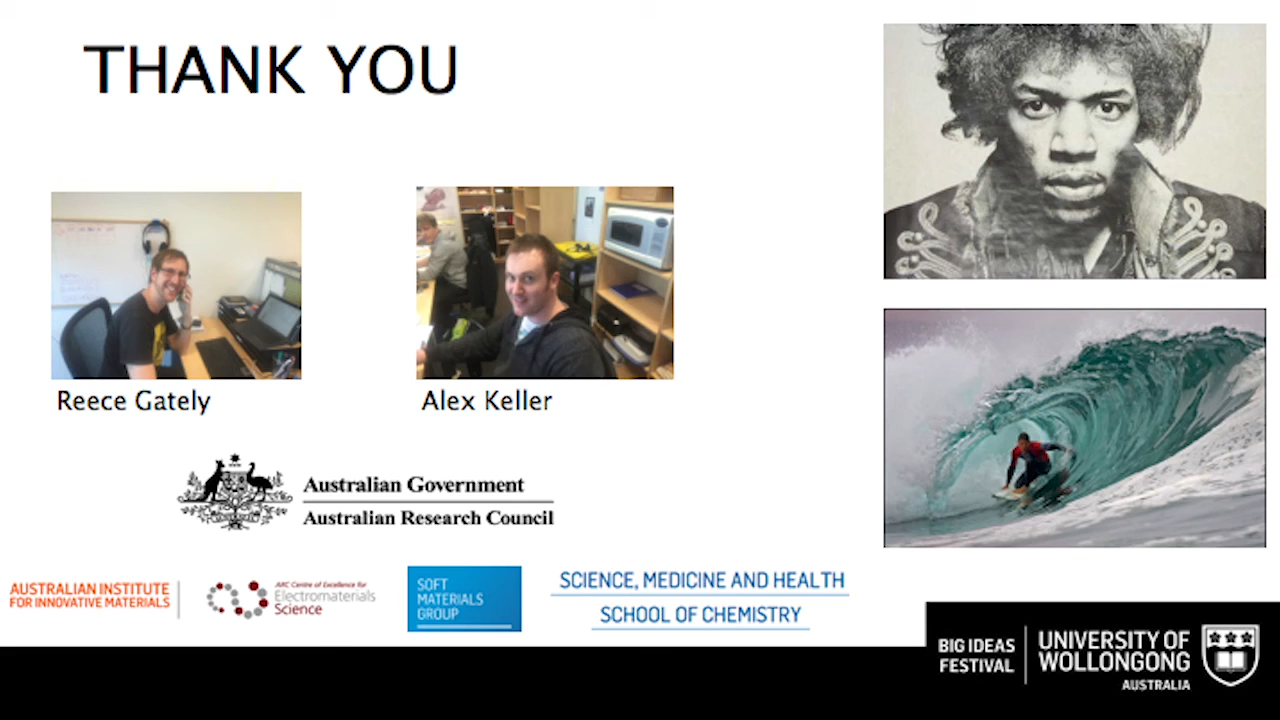 THANK YOU
Reece Gately
Alex Keller
Australian Government
Australian Research Council
AUSTRALIAN INSTITUTE
FOR INNOVATIVE MATERIALS
ARC Centre of Excellence for
Electromaterials
Science
SOFT
MATERIALS
GROUP
SCIENCE, MEDICINE AND HEALTH
SCHOOL OF CHEMISTRY
BIG IDEAS
FESTIVAL
UNIVERSITY OF
WOLLONGONG
AUSTRALIA